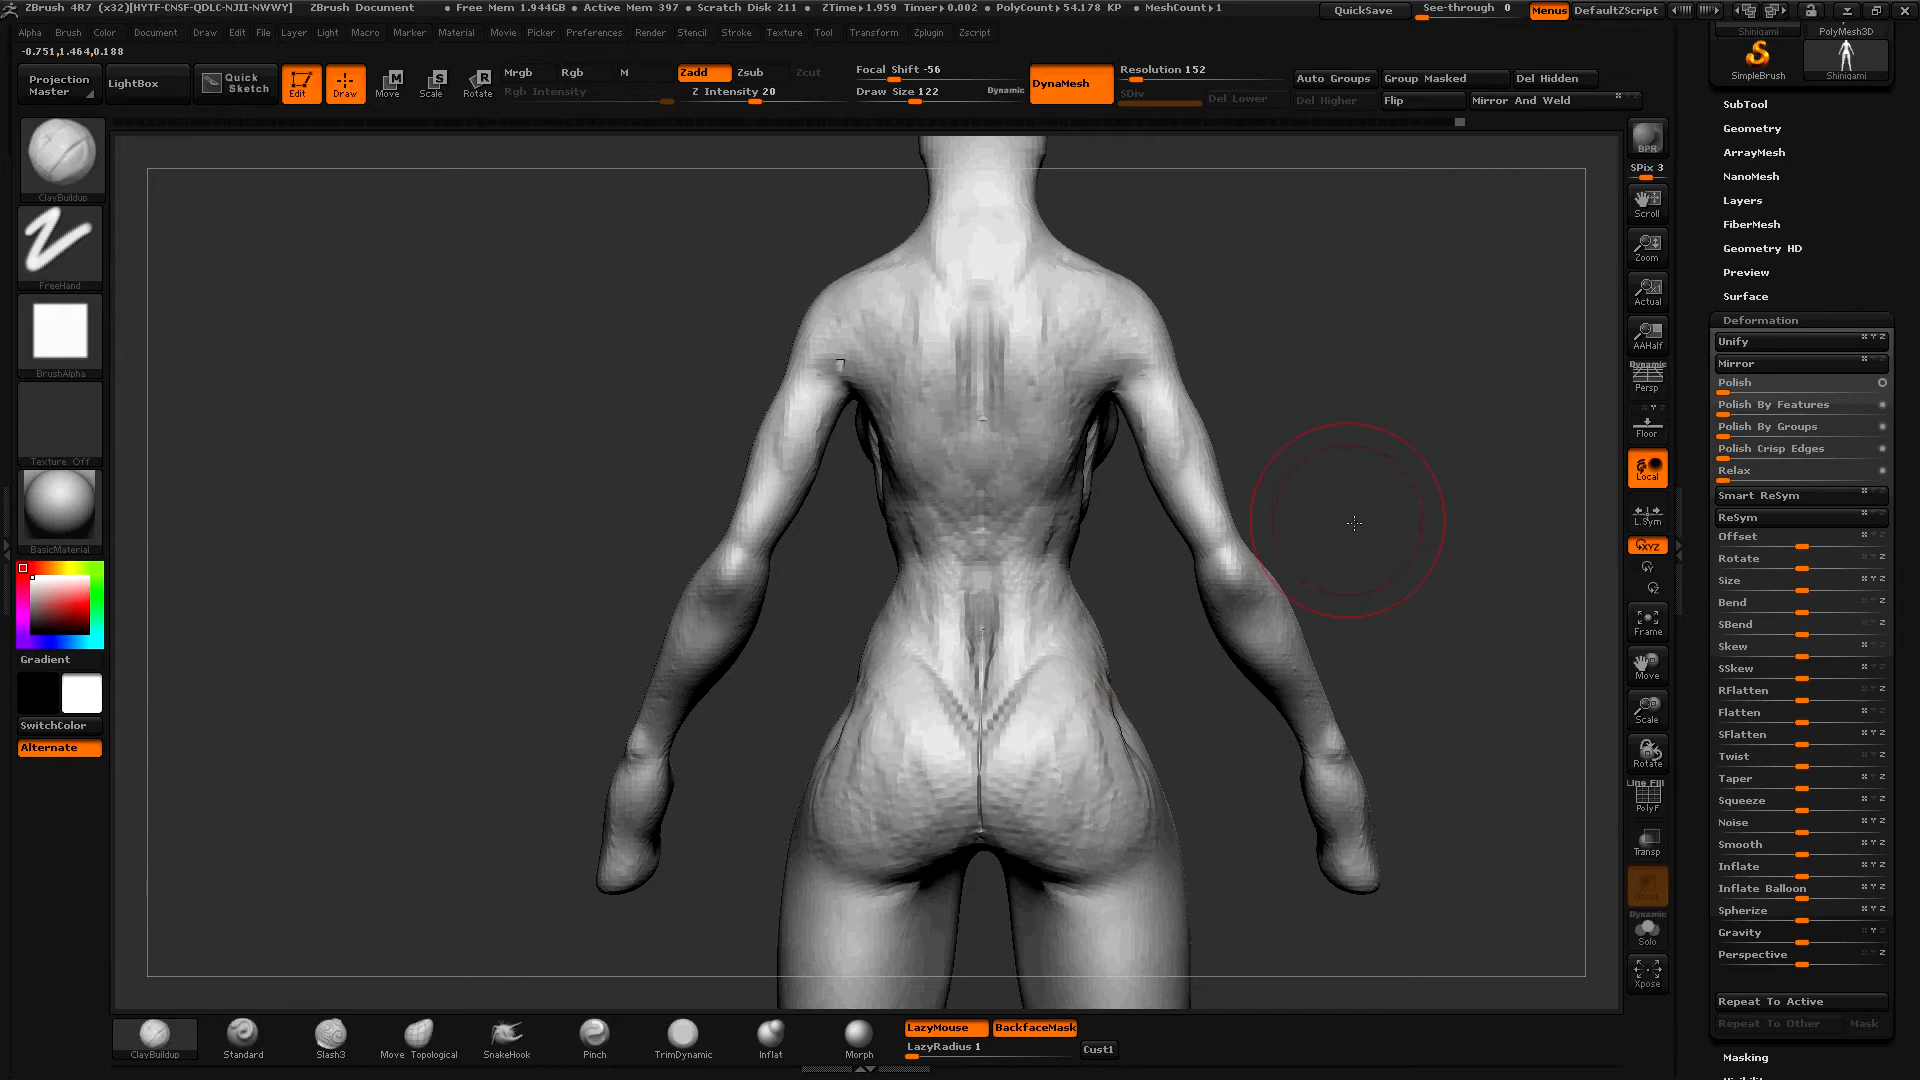 ZBrush 4R7 (x32)[HYTF-CNSF-QDLC-NJII-NWWY] ZBrush Document • Free Mem 1.944GB • Active Mem 397 • Scratch Disk 211 • ZTime▸1.959 Timer▸0.002 • PolyCount▸54.178 KP • MeshCount▸1 QuickSave See-through 0 Menus DefaultZScript
Alpha Brush Color Document Draw Edit File Layer Light Macro Marker Material Movie Picker Preferences Render Stencil Stroke Texture Tool Transform Zplugin Zscript
-0.751,1.464,0.188
Projection Master
LightBox
Quick Sketch
Edit
Draw
Move
Scale
Rotate
Mrgb Rgb M
Rgb Intensity
Zadd Zsub Zcut
Z Intensity 20
Focal Shift -56
Draw Size 122 Dynamic
DynaMesh
Resolution 152
SDiv Del Lower
Auto Groups Group Masked Del Hidden
Del Higher Flip Mirror And Weld
Shinigami PolyMesh3D
SimpleBrush Shinigami
ClayBuildup
FreeHand
BrushAlpha
Texture Off
BasicMaterial
Gradient
SwitchColor
Alternate
BPR
SPix 3
Scroll
Zoom
Actual
AAHalf
Dynamic
Persp
Floor
Local
L.Sym
XYZ
Frame
Move
Scale
Rotate
Line Fill
PolyF
Transp
Ghost
Dynamic
Solo
Xpose
SubTool
Geometry
ArrayMesh
NanoMesh
Layers
FiberMesh
Geometry HD
Preview
Surface
Deformation
Unify
Mirror
Polish
Polish By Features
Polish By Groups
Polish Crisp Edges
Relax
Smart ReSym
ReSym
Offset
Rotate
Size
Bend
SBend
Skew
SSkew
RFlatten
Flatten
SFlatten
Twist
Taper
Squeeze
Noise
Smooth
Inflate
Inflate Balloon
Spherize
Gravity
Perspective
Repeat To Active
Repeat To Other Mask
Masking
ClayBuildup Standard Slash3 Move Topological SnakeHook Pinch TrimDynamic Inflat Morph
LazyMouse BackfaceMask
LazyRadius 1 Cust1